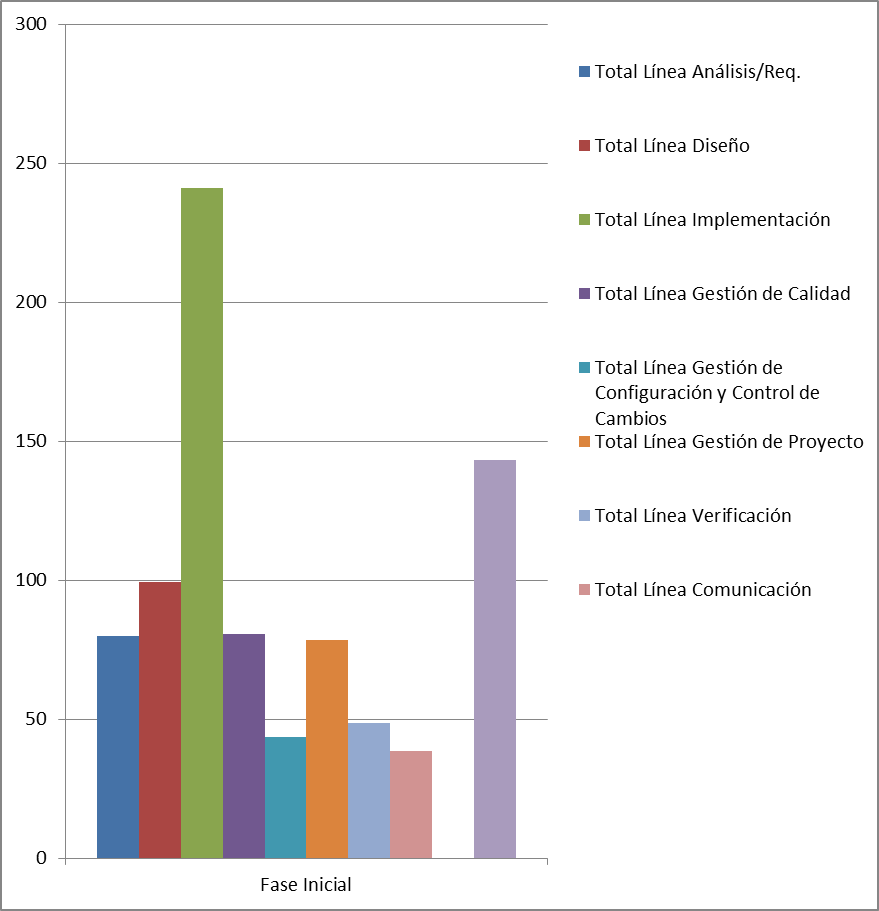 300
250
200
150
100
50
0
Fase Inicial
Total Línea Análisis/Req.
Total Línea Diseño
Total Línea Implementación
Total Línea Gestión de Calidad
Total Línea Gestión de
Configuración y Control de
Cambios
Total Línea Gestión de Proyecto
Total Línea Verificación
Total Línea Comunicación